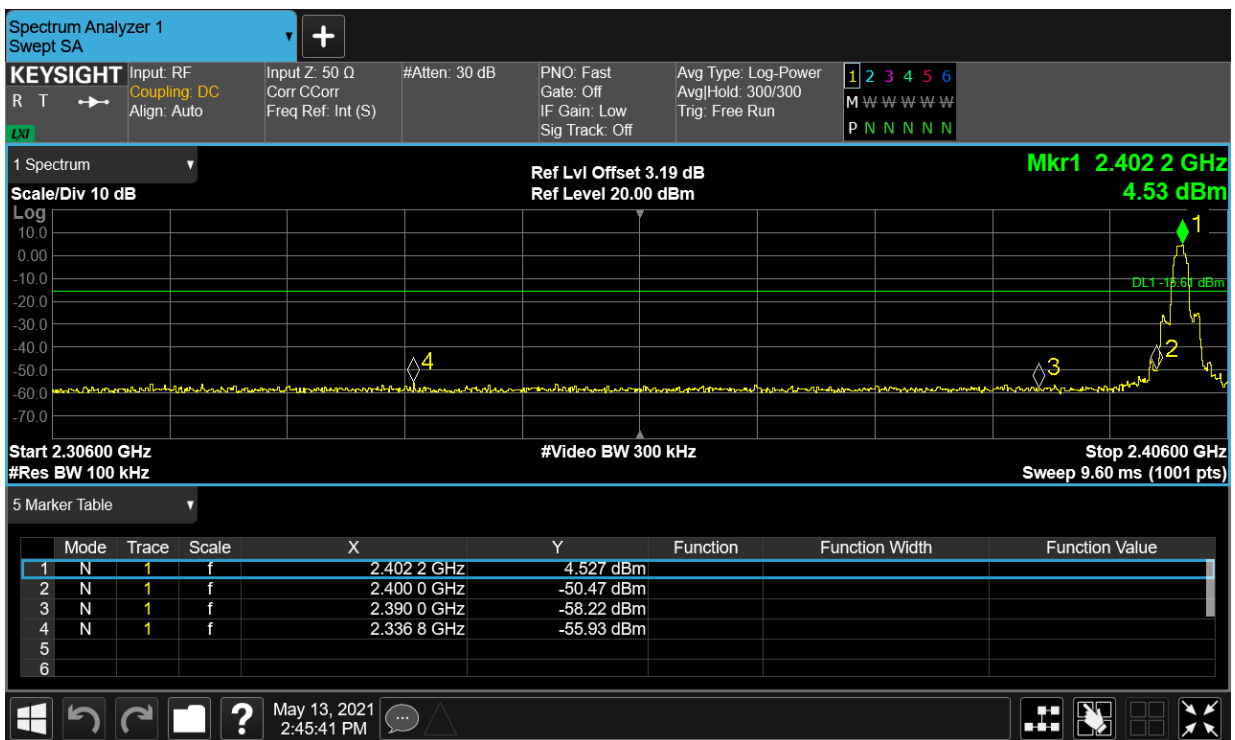 Spectrum Analyzer 1
Swept SA
KEYSIGHT
R T
LXI
Input: RF
Coupling: DC
Align: Auto
Input Z: 50 Ω
Corr CCorr
Freq Ref: Int (S)
#Atten: 30 dB
PNO: Fast
Gate: Off
IF Gain: Low
Sig Track: Off
Avg Type: Log-Power
Avg|Hold: 300/300
Trig: Free Run
1 2 3 4 5 6
M W W W W W
P N N N N N
1 Spectrum
Scale/Div 10 dB
Ref Lvl Offset 3.19 dB
Ref Level 20.00 dBm
Mkr1 2.402 2 GHz
4.53 dBm
Log
10.0
0.00
-10.0
-20.0
-30.0
-40.0
-50.0
-60.0
-70.0
1
DL1 -15.61 dBm
2
3
4
Start 2.30600 GHz
#Video BW 300 kHz
Stop 2.40600 GHz
#Res BW 100 kHz
Sweep 9.60 ms (1001 pts)
5 Marker Table
Mode Trace Scale X Y Function Function Width Function Value
1 N 1 f 2.402 2 GHz 4.527 dBm
2 N 1 f 2.400 0 GHz -50.47 dBm
3 N 1 f 2.390 0 GHz -58.22 dBm
4 N 1 f 2.336 8 GHz -55.93 dBm
5
6
?
May 13, 2021
2:45:41 PM